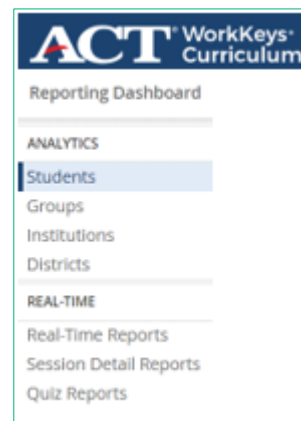 ACT® WorkKeys®
Curriculum
Reporting Dashboard
ANALYTICS
Students
Groups
Institutions
Districts
REAL-TIME
Real-Time Reports
Session Detail Reports
Quiz Reports